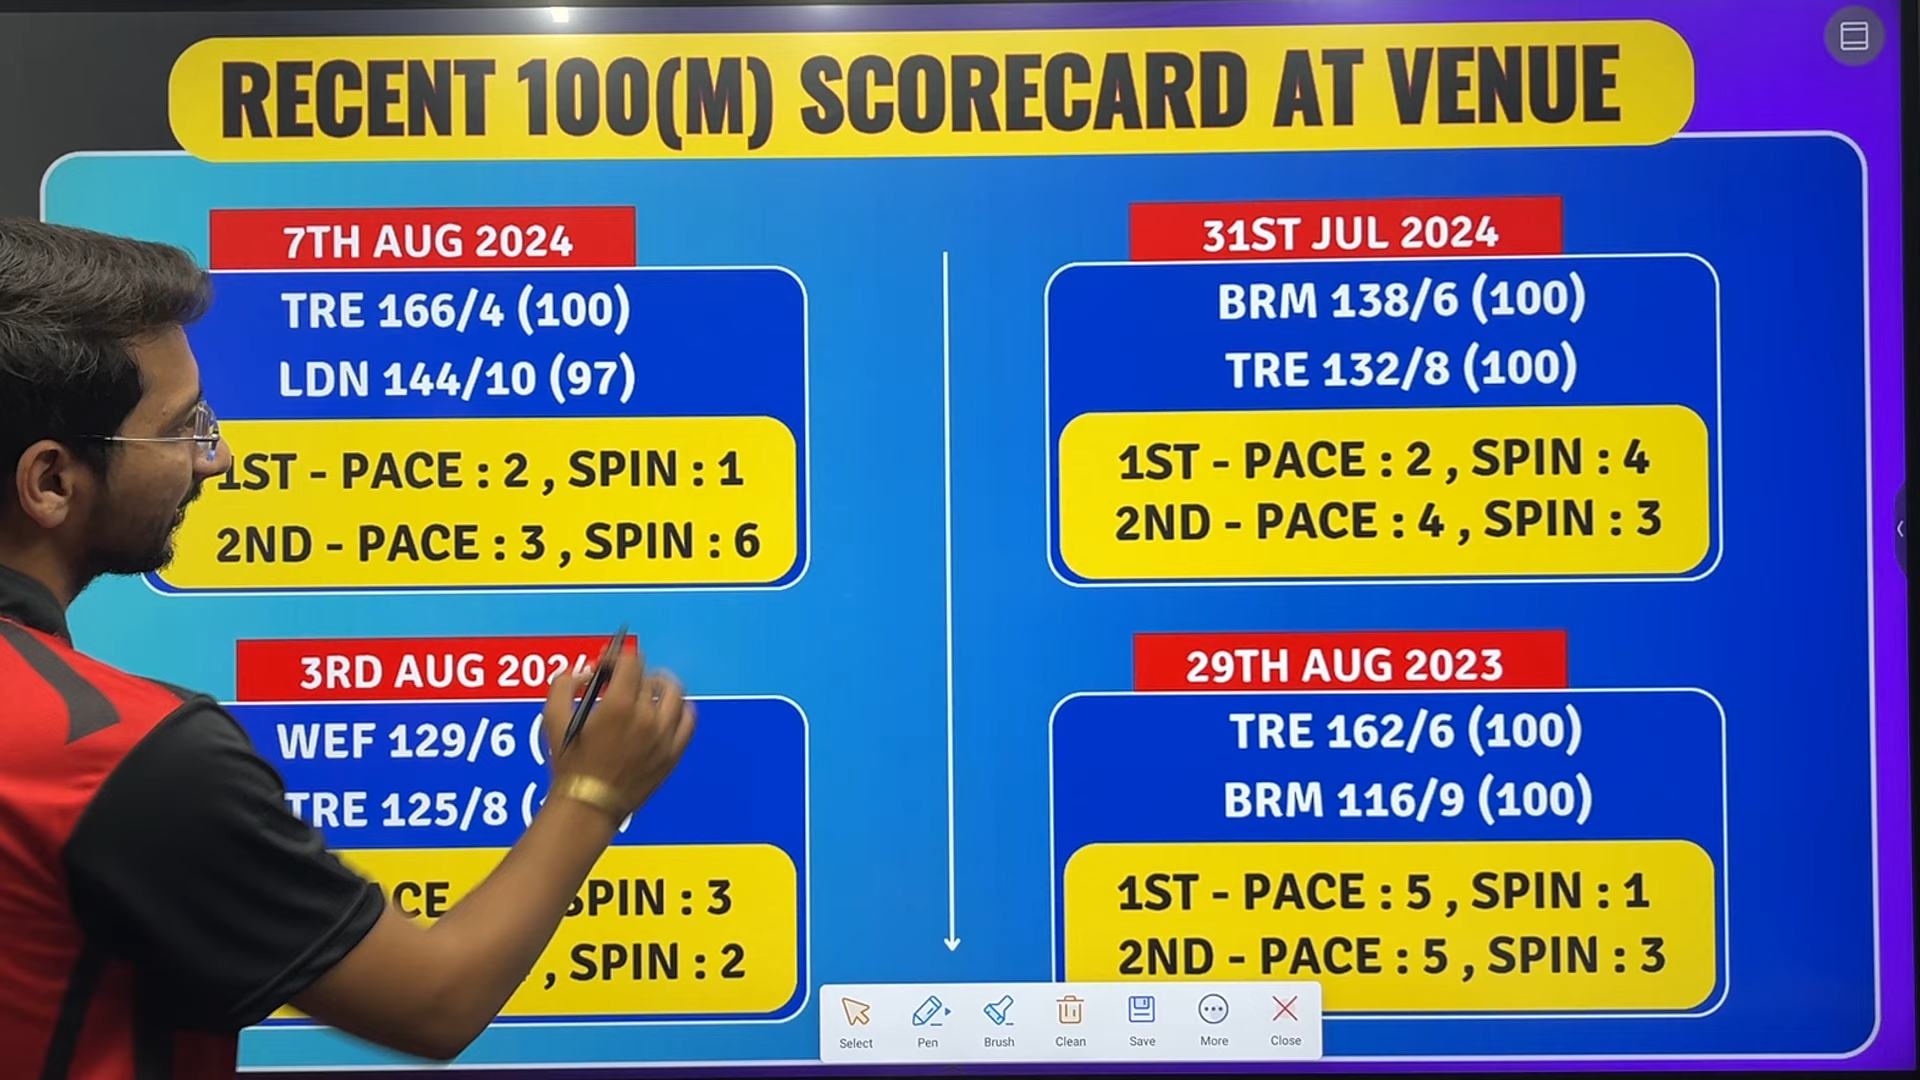 RECENT 100(M) SCORECARD AT VENUE
7TH AUG 2024
TRE 166/4 (100)
LDN 144/10 (97)
1ST - PACE : 2 , SPIN : 1
2ND - PACE : 3 , SPIN : 6
3RD AUG 2024
WEF 129/6 (
TRE 125/8 (
SPIN : 3
, SPIN : 2
31ST JUL 2024
BRM 138/6 (100)
TRE 132/8 (100)
1ST - PACE : 2 , SPIN : 4
2ND - PACE : 4 , SPIN : 3
29TH AUG 2023
TRE 162/6 (100)
BRM 116/9 (100)
1ST - PACE : 5 , SPIN : 1
2ND - PACE : 5 , SPIN : 3
Select Pen Brush Clean Save More Close